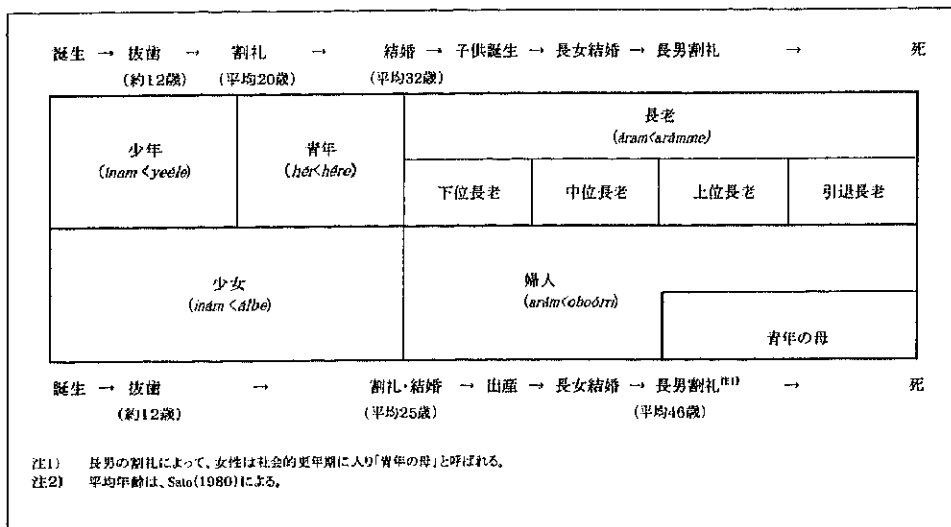 誕生 → 抜歯 → 割礼 → 結婚 → 子供誕生 → 長女結婚 → 長男割礼 → 死
(約12歳) (平均20歳) (平均32歳)
少年 青年 長老
(inam<yeéle) (hér<héro) (áram<arámme)
下位長老 中位長老 上位長老 引退長老
少女 婦人
(inám<álbe) (arám<oboórri)
青年の母
誕生 → 抜歯 → 割礼・結婚 → 出産 → 長女結婚 → 長男割礼注1) → 死
(約12歳) (平均25歳) (平均46歳)
注1) 長男の割礼によって、女性は社会的更年期に入り「青年の母」と呼ばれる。
注2) 平均年齢は、Sato(1980)による。